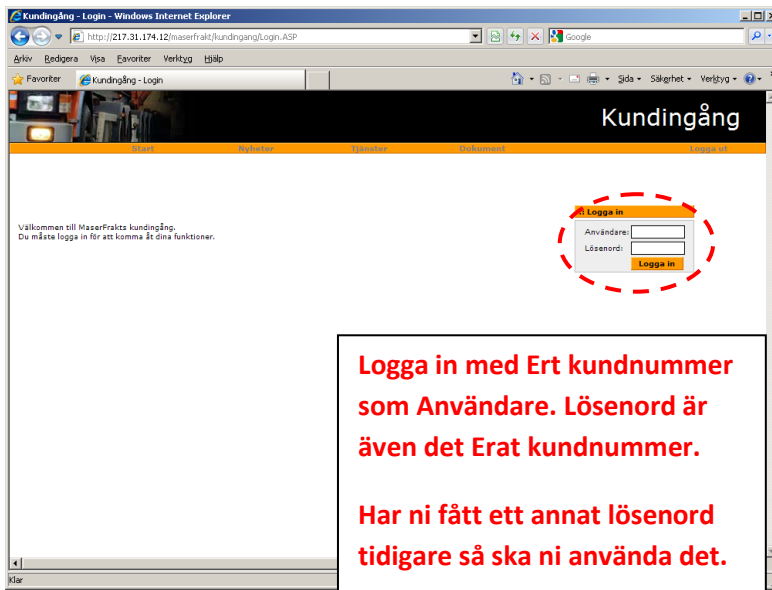 Kundingång - Login - Windows Internet Explorer
http://217.31.174.12/maserfrakt/kundingang/Login.ASP
Google
Arkiv Redigera Visa Favoriter Verktyg Hjälp
Favoriter Kundingång - Login Sida Säkerhet Verktyg
Kundingång
Start Nyheter Tjänster Dokument Logga ut
.: Logga in
Välkommen till MaserFrakts kundingång.
Du måste logga in för att komma åt dina funktioner.
Användare:
Lösenord:
Logga in
Logga in med Ert kundnummer
som Användare. Lösenord är
även det Erat kundnummer.
Har ni fått ett annat lösenord
tidigare så ska ni använda det.
Klar